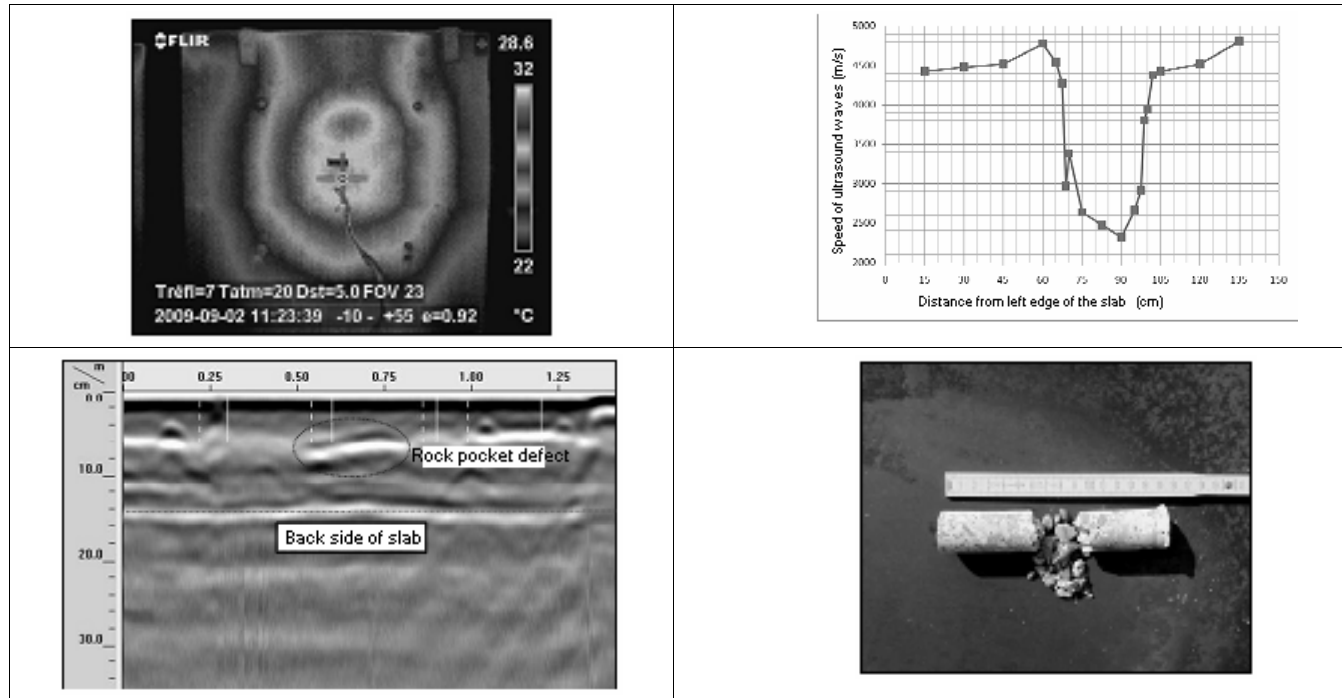 FLIR
28,6
32
22
Trefl=7 Tatm=20 Dst=5.0 FOV 23
2009-09-02 11:23:39 -10 - +55 e=0.92 °C
Speed of ultrasound waves (m/s)
5000
4500
4000
3500
3000
2500
2000
0 15 30 45 60 75 90 105 120 135 150
Distance from left edge of the slab (cm)
m
cm
00 0.25 0.50 0.75 1.00 1.25
0.0
10.0
20.0
30.0
Rock pocket defect
Back side of slab